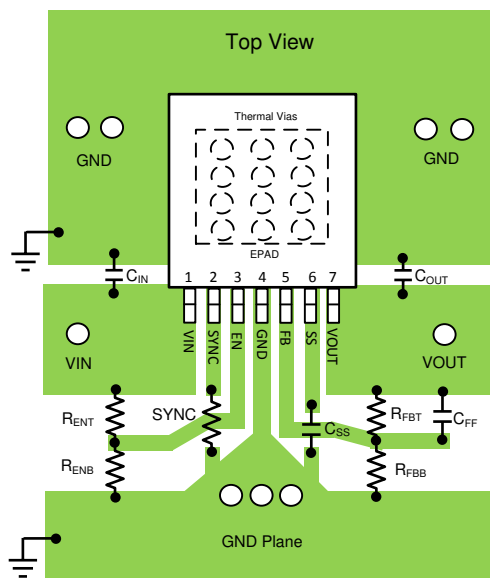 Top View
Thermal Vias
GND
GND
EPAD
1 2 3 4 5 6 7
CIN
COUT
VIN
SYNC
EN
GND
FB
SS
VOUT
VIN
VOUT
RENT
SYNC
RFBT
CFF
CSS
RENB
RFBB
GND Plane